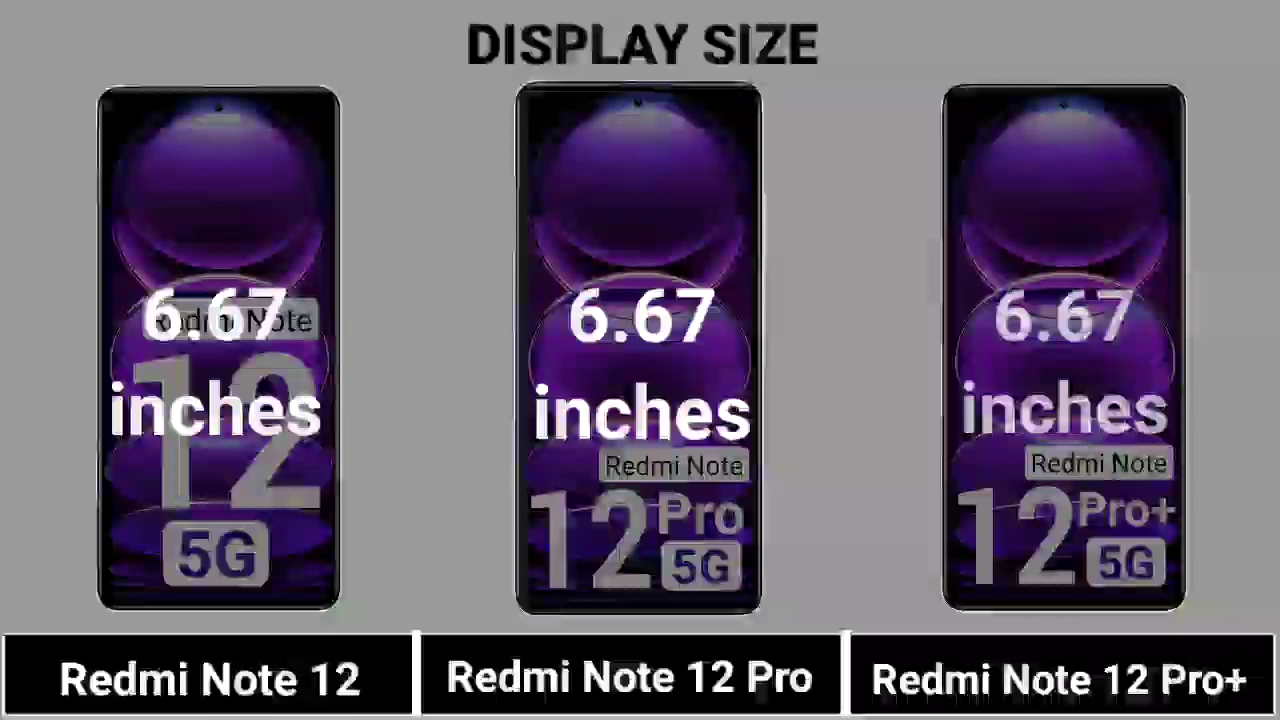 DISPLAY SIZE
6.67
inches
Redmi Note
12
5G
6.67
inches
Redmi Note
12 Pro
5G
6.67
inches
Redmi Note
12 Pro+
5G
Redmi Note 12
Redmi Note 12 Pro
Redmi Note 12 Pro+